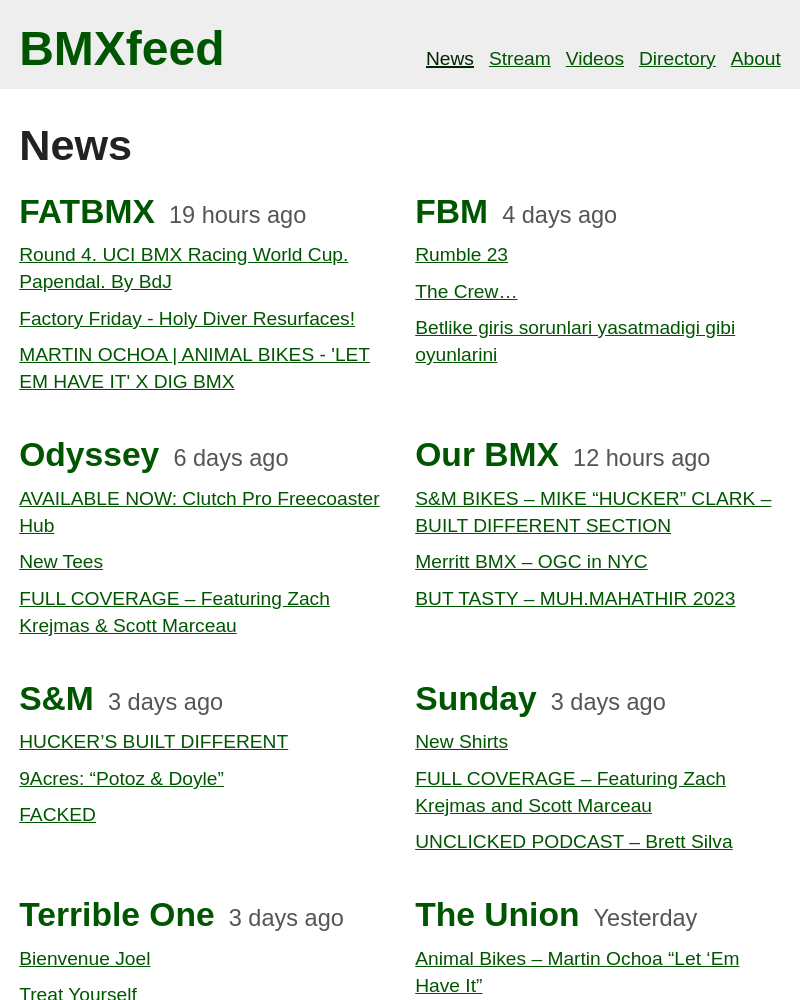 BMXfeed
News Stream Videos Directory About
News
FATBMX 19 hours ago
Round 4. UCI BMX Racing World Cup.
Papendal. By BdJ
Factory Friday - Holy Diver Resurfaces!
MARTIN OCHOA | ANIMAL BIKES - 'LET
EM HAVE IT' X DIG BMX
FBM 4 days ago
Rumble 23
The Crew…
Betlike giris sorunlari yasatmadigi gibi
oyunlarini
Odyssey 6 days ago
AVAILABLE NOW: Clutch Pro Freecoaster
Hub
New Tees
FULL COVERAGE – Featuring Zach
Krejmas & Scott Marceau
Our BMX 12 hours ago
S&M BIKES – MIKE “HUCKER” CLARK –
BUILT DIFFERENT SECTION
Merritt BMX – OGC in NYC
BUT TASTY – MUH.MAHATHIR 2023
S&M 3 days ago
HUCKER’S BUILT DIFFERENT
9Acres: “Potoz & Doyle”
FACKED
Sunday 3 days ago
New Shirts
FULL COVERAGE – Featuring Zach
Krejmas and Scott Marceau
UNCLICKED PODCAST – Brett Silva
Terrible One 3 days ago
Bienvenue Joel
Treat Yourself
The Union Yesterday
Animal Bikes – Martin Ochoa “Let ‘Em
Have It”